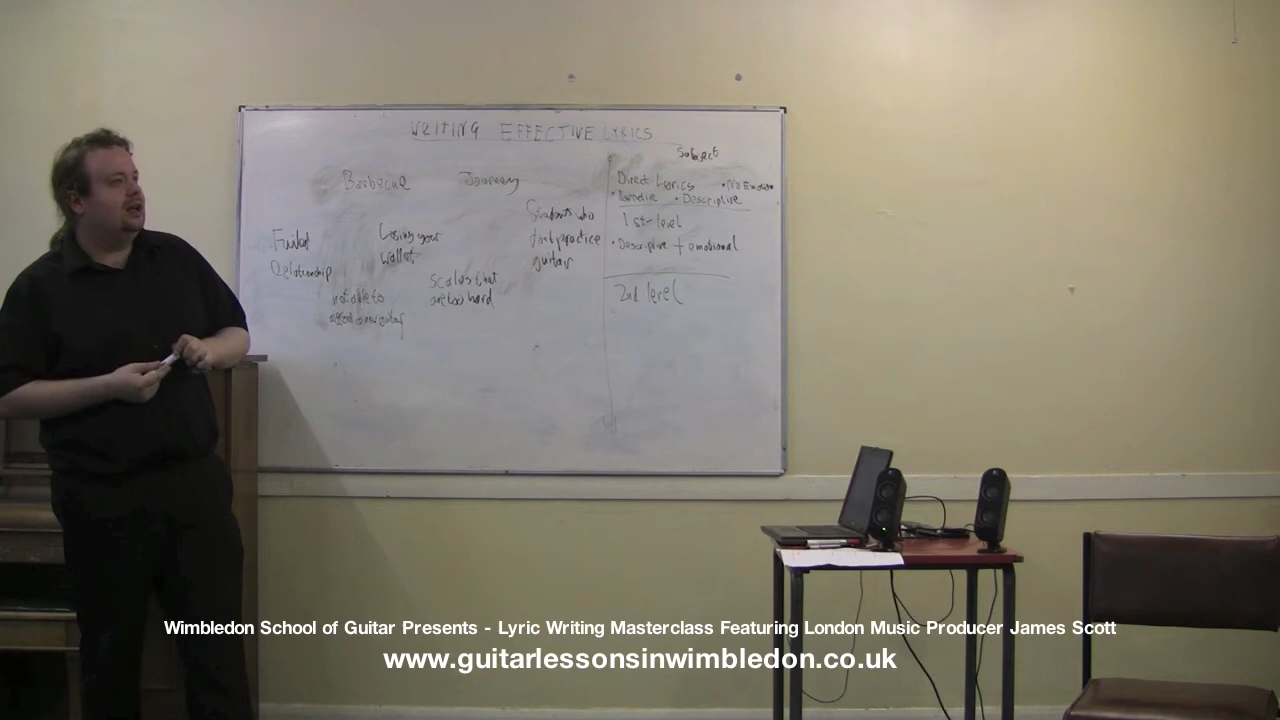 WRITING EFFECTIVE LYRICS
Barbecue
Journey
Failed
Relationship
Losing your
wallet
Students who
don't practice
guitar
Scales that
are too hard
not able to
afford a new guitar
Subject
Direct Lyrics • No Emotion
• Narrative • Descriptive
1st-level
• Descriptive + emotional
2nd level
Wimbledon School of Guitar Presents - Lyric Writing Masterclass Featuring London Music Producer James Scott
www.guitarlessonsinwimbledon.co.uk